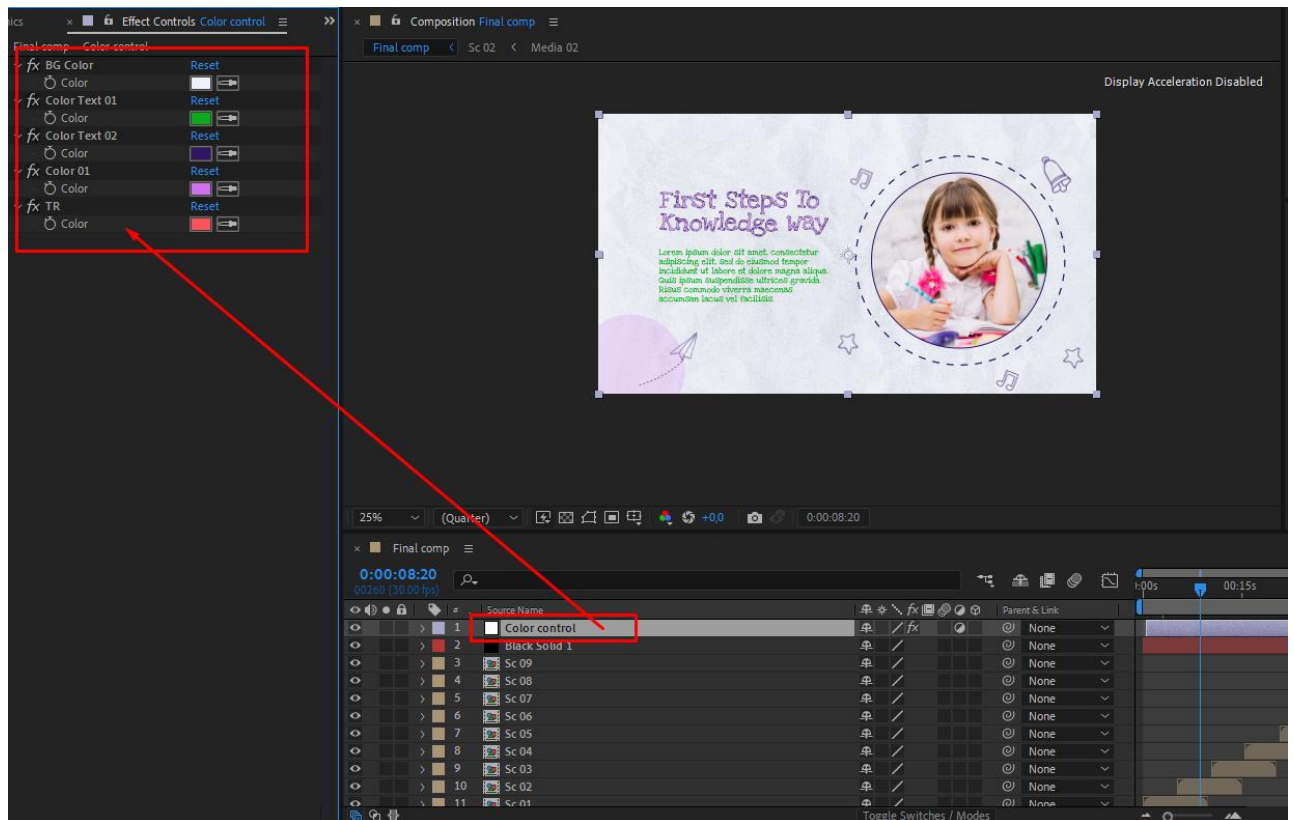 Effect Controls Color control
Final comp Color control
fx BG Color Reset
Color
fx Color Text 01 Reset
Color
fx Color Text 02 Reset
Color
fx Color 01 Reset
Color
fx TR Reset
Color
Composition Final comp
Final comp Sc 02 Media 02
Display Acceleration Disabled
First Steps To
Knowledge way
Lorem ipsum dolor sit amet, consectetur
adipiscing elit, sed do eiusmod tempor
incididunt ut labore et dolore magna aliqua.
Quis ipsum suspendisse ultrices gravida.
Risus commodo viverra maecenas
accumsan lacus vel facilisis.
25% (Quarter) +0,0 0:00:08:20
Final comp
0:00:08:20
00260 (30.00 fps)
:00s 00:15s
# Source Name fx Parent & Link
1 Color control fx None
2 Black Solid 1 None
3 Sc 09 None
4 Sc 08 None
5 Sc 07 None
6 Sc 06 None
7 Sc 05 None
8 Sc 04 None
9 Sc 03 None
10 Sc 02 None
11 Sc 01 None
Toggle Switches / Modes